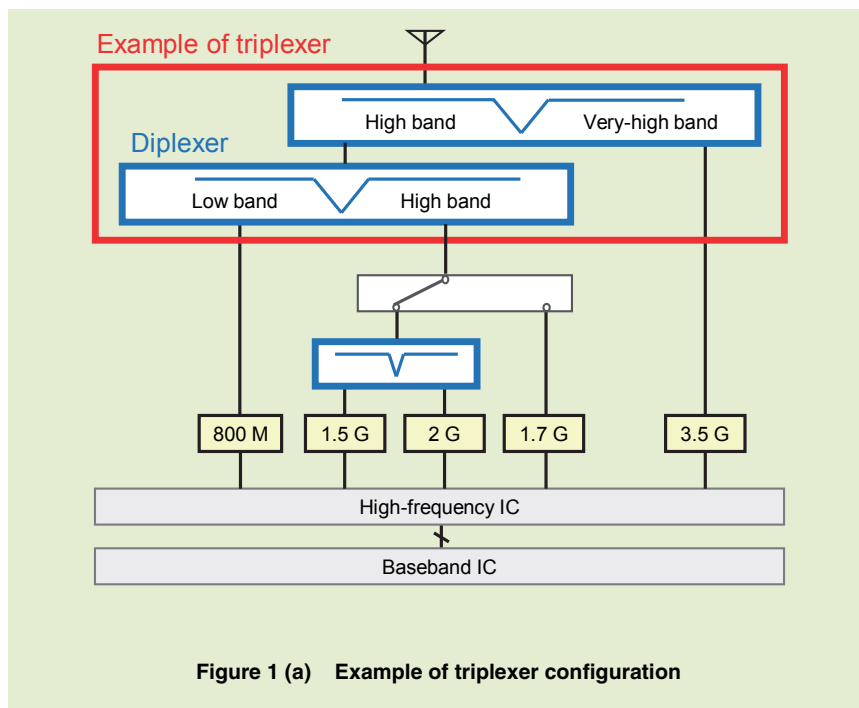 Example of triplexer
High band Very-high band
Diplexer
Low band High band
800 M 1.5 G 2 G 1.7 G 3.5 G
High-frequency IC
Baseband IC
Figure 1 (a) Example of triplexer configuration